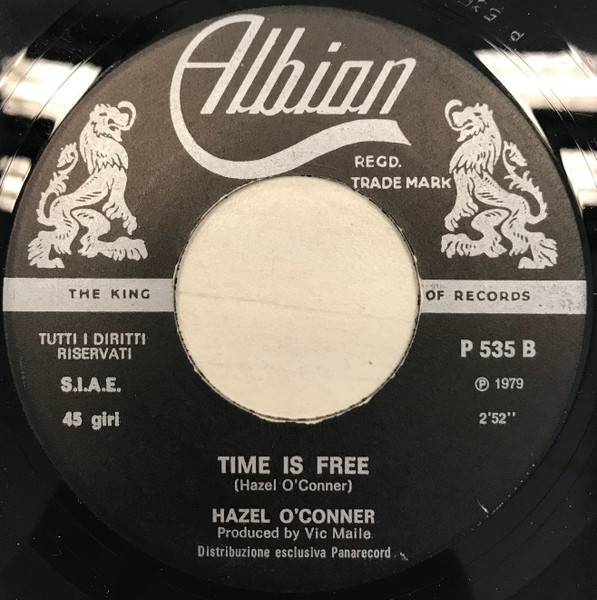 Albion
REGD.
TRADE MARK
THE KING
OF RECORDS
TUTTI I DIRITTI
RISERVATI
S.I.A.E.
45 giri
P 535 B
Ⓟ 1979
2'52''
TIME IS FREE
(Hazel O'Conner)
HAZEL O'CONNER
Produced by Vic Maile
Distribuzione esclusiva Panarecord